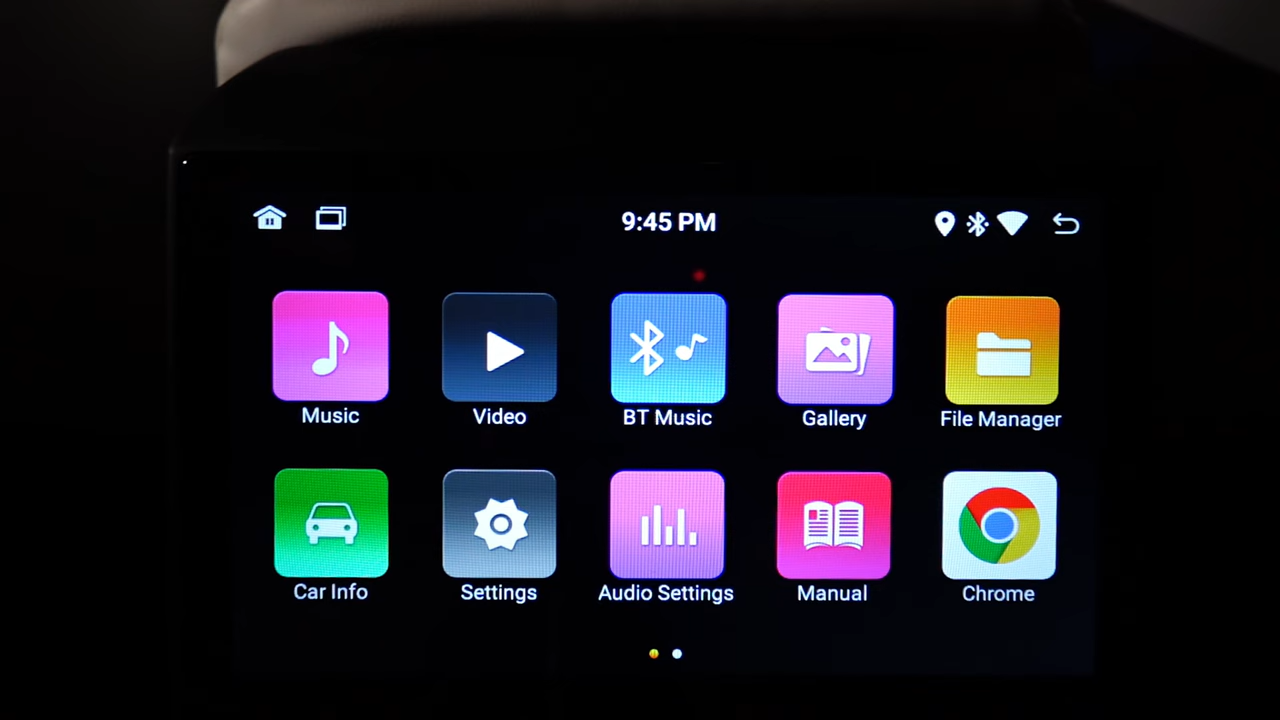 9:45 PM
Music Video BT Music Gallery File Manager
Car Info Settings Audio Settings Manual Chrome